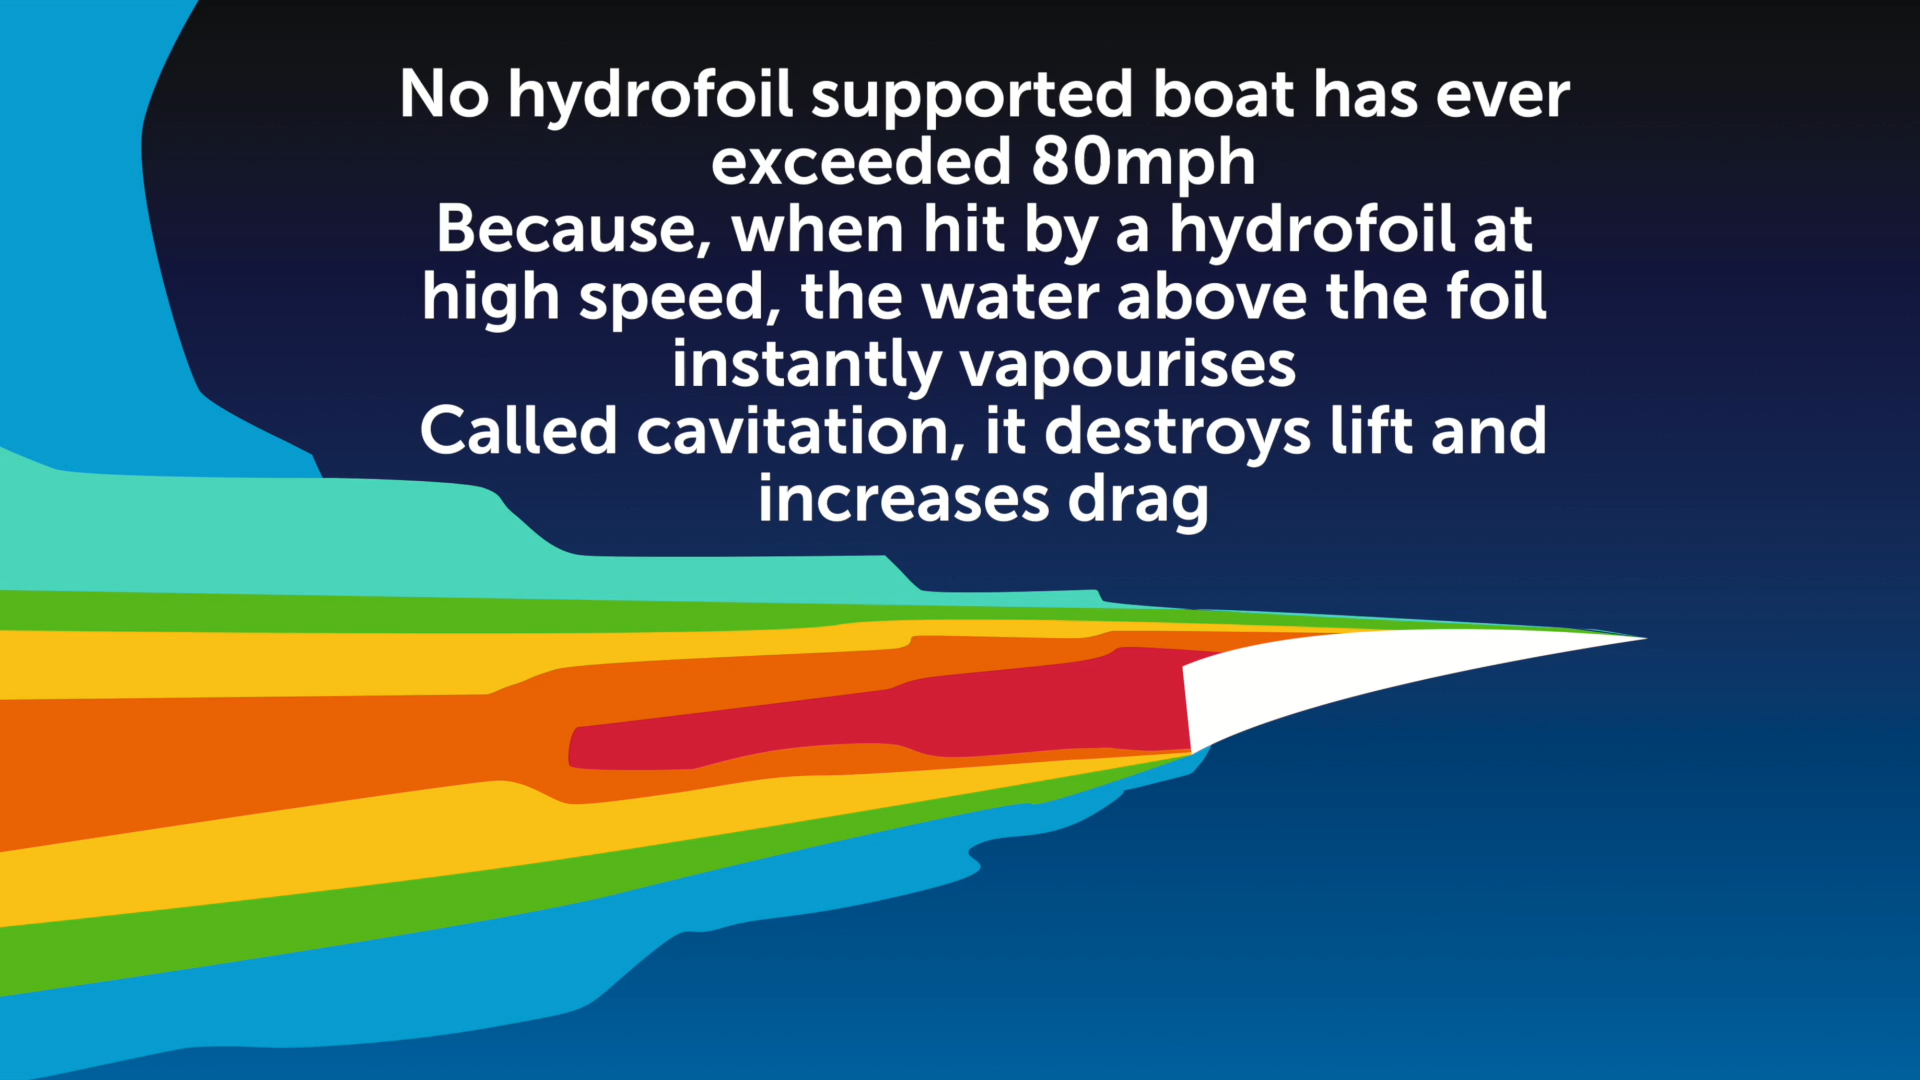 No hydrofoil supported boat has ever
exceeded 80mph
Because, when hit by a hydrofoil at
high speed, the water above the foil
instantly vapourises
Called cavitation, it destroys lift and
increases drag